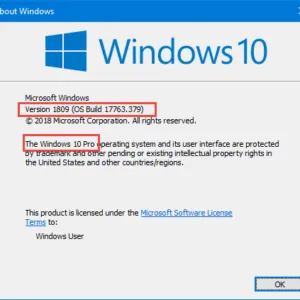 About Windows
Windows 10
Microsoft Windows
Version 1809 (OS Build 17763.379)
© 2018 Microsoft Corporation. All rights reserved.
The Windows 10 Pro operating system and its user interface are protected
by trademark and other pending or existing intellectual property rights in
the United States and other countries/regions.
This product is licensed under the Microsoft Software License
Terms to:
Windows User
OK